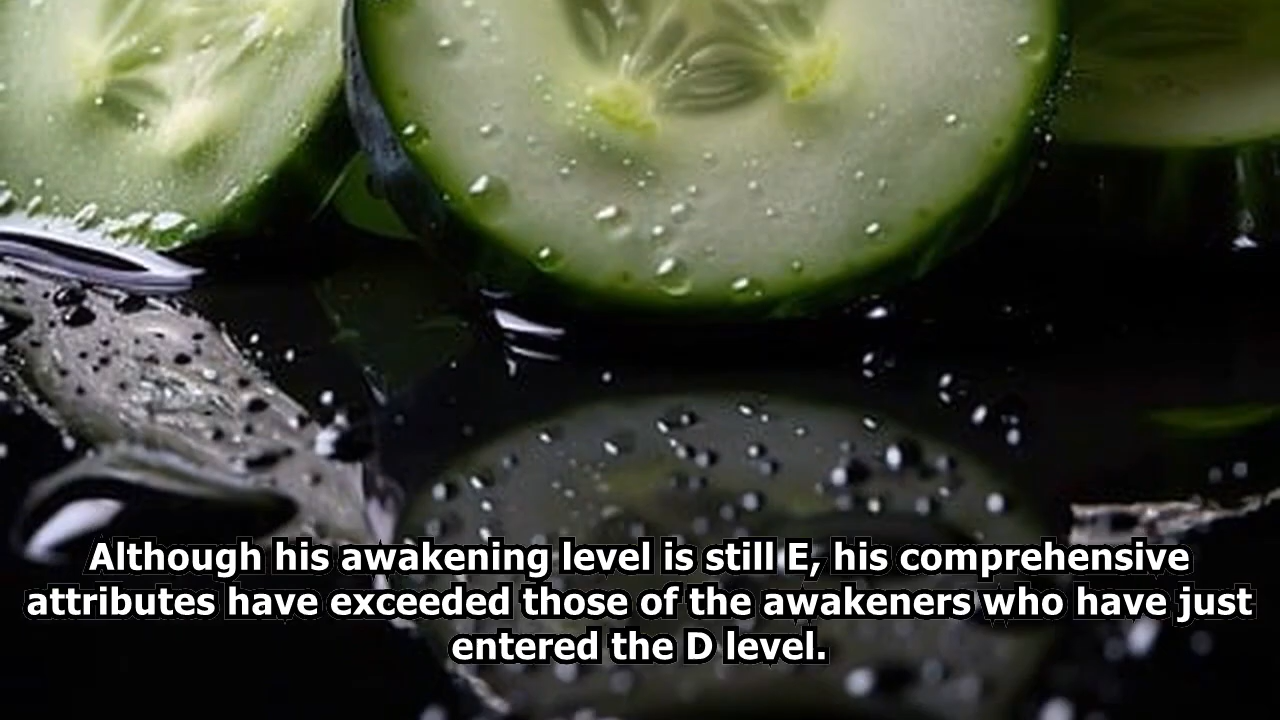 Although his awakening level is still E, his comprehensive
attributes have exceeded those of the awakeners who have just
entered the D level.